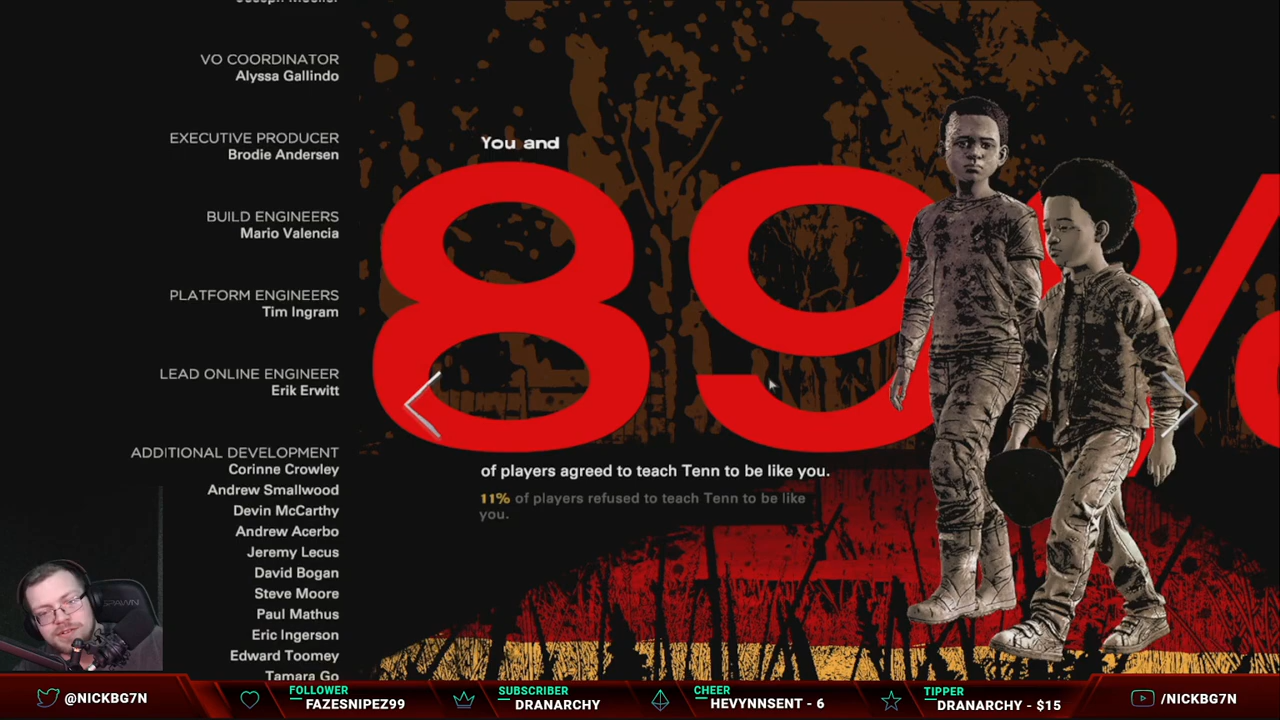 VO COORDINATOR
Alyssa Gallindo
EXECUTIVE PRODUCER
Brodie Andersen
BUILD ENGINEERS
Mario Valencia
PLATFORM ENGINEERS
Tim Ingram
LEAD ONLINE ENGINEER
Erik Erwitt
ADDITIONAL DEVELOPMENT
Corinne Crowley
Andrew Smallwood
Devin McCarthy
Andrew Acerbo
Jeremy Lecus
David Bogan
Steve Moore
Paul Mathus
Eric Ingerson
Edward Toomey
Tamara Go
You and
89%
of players agreed to teach Tenn to be like you.
11% of players refused to teach Tenn to be like
you.
SPAWN
@NICKBG7N
FOLLOWER
FAZESNIPEZ99
SUBSCRIBER
DRANARCHY
CHEER
HEVYNNSENT - 6
TIPPER
DRANARCHY - $15
/NICKBG7N